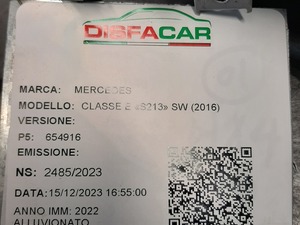 DISFACAR
MARCA: MERCEDES
MODELLO: CLASSE E «S213» SW (2016)
VERSIONE:
P5: 654916
EMISSIONE:
NS: 2485/2023
DATA:15/12/2023 16:55:00
ANNO IMM: 2022
ALLUVIONATO